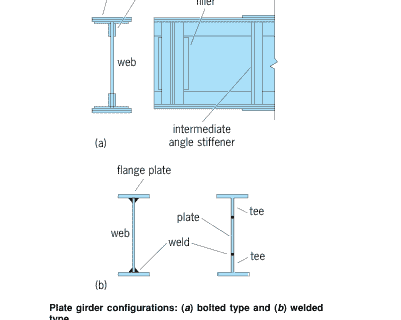 filler
web
intermediate
angle stiffener
(a)
flange plate
tee
plate
web
weld
tee
(b)
Plate girder configurations: (a) bolted type and (b) welded
type